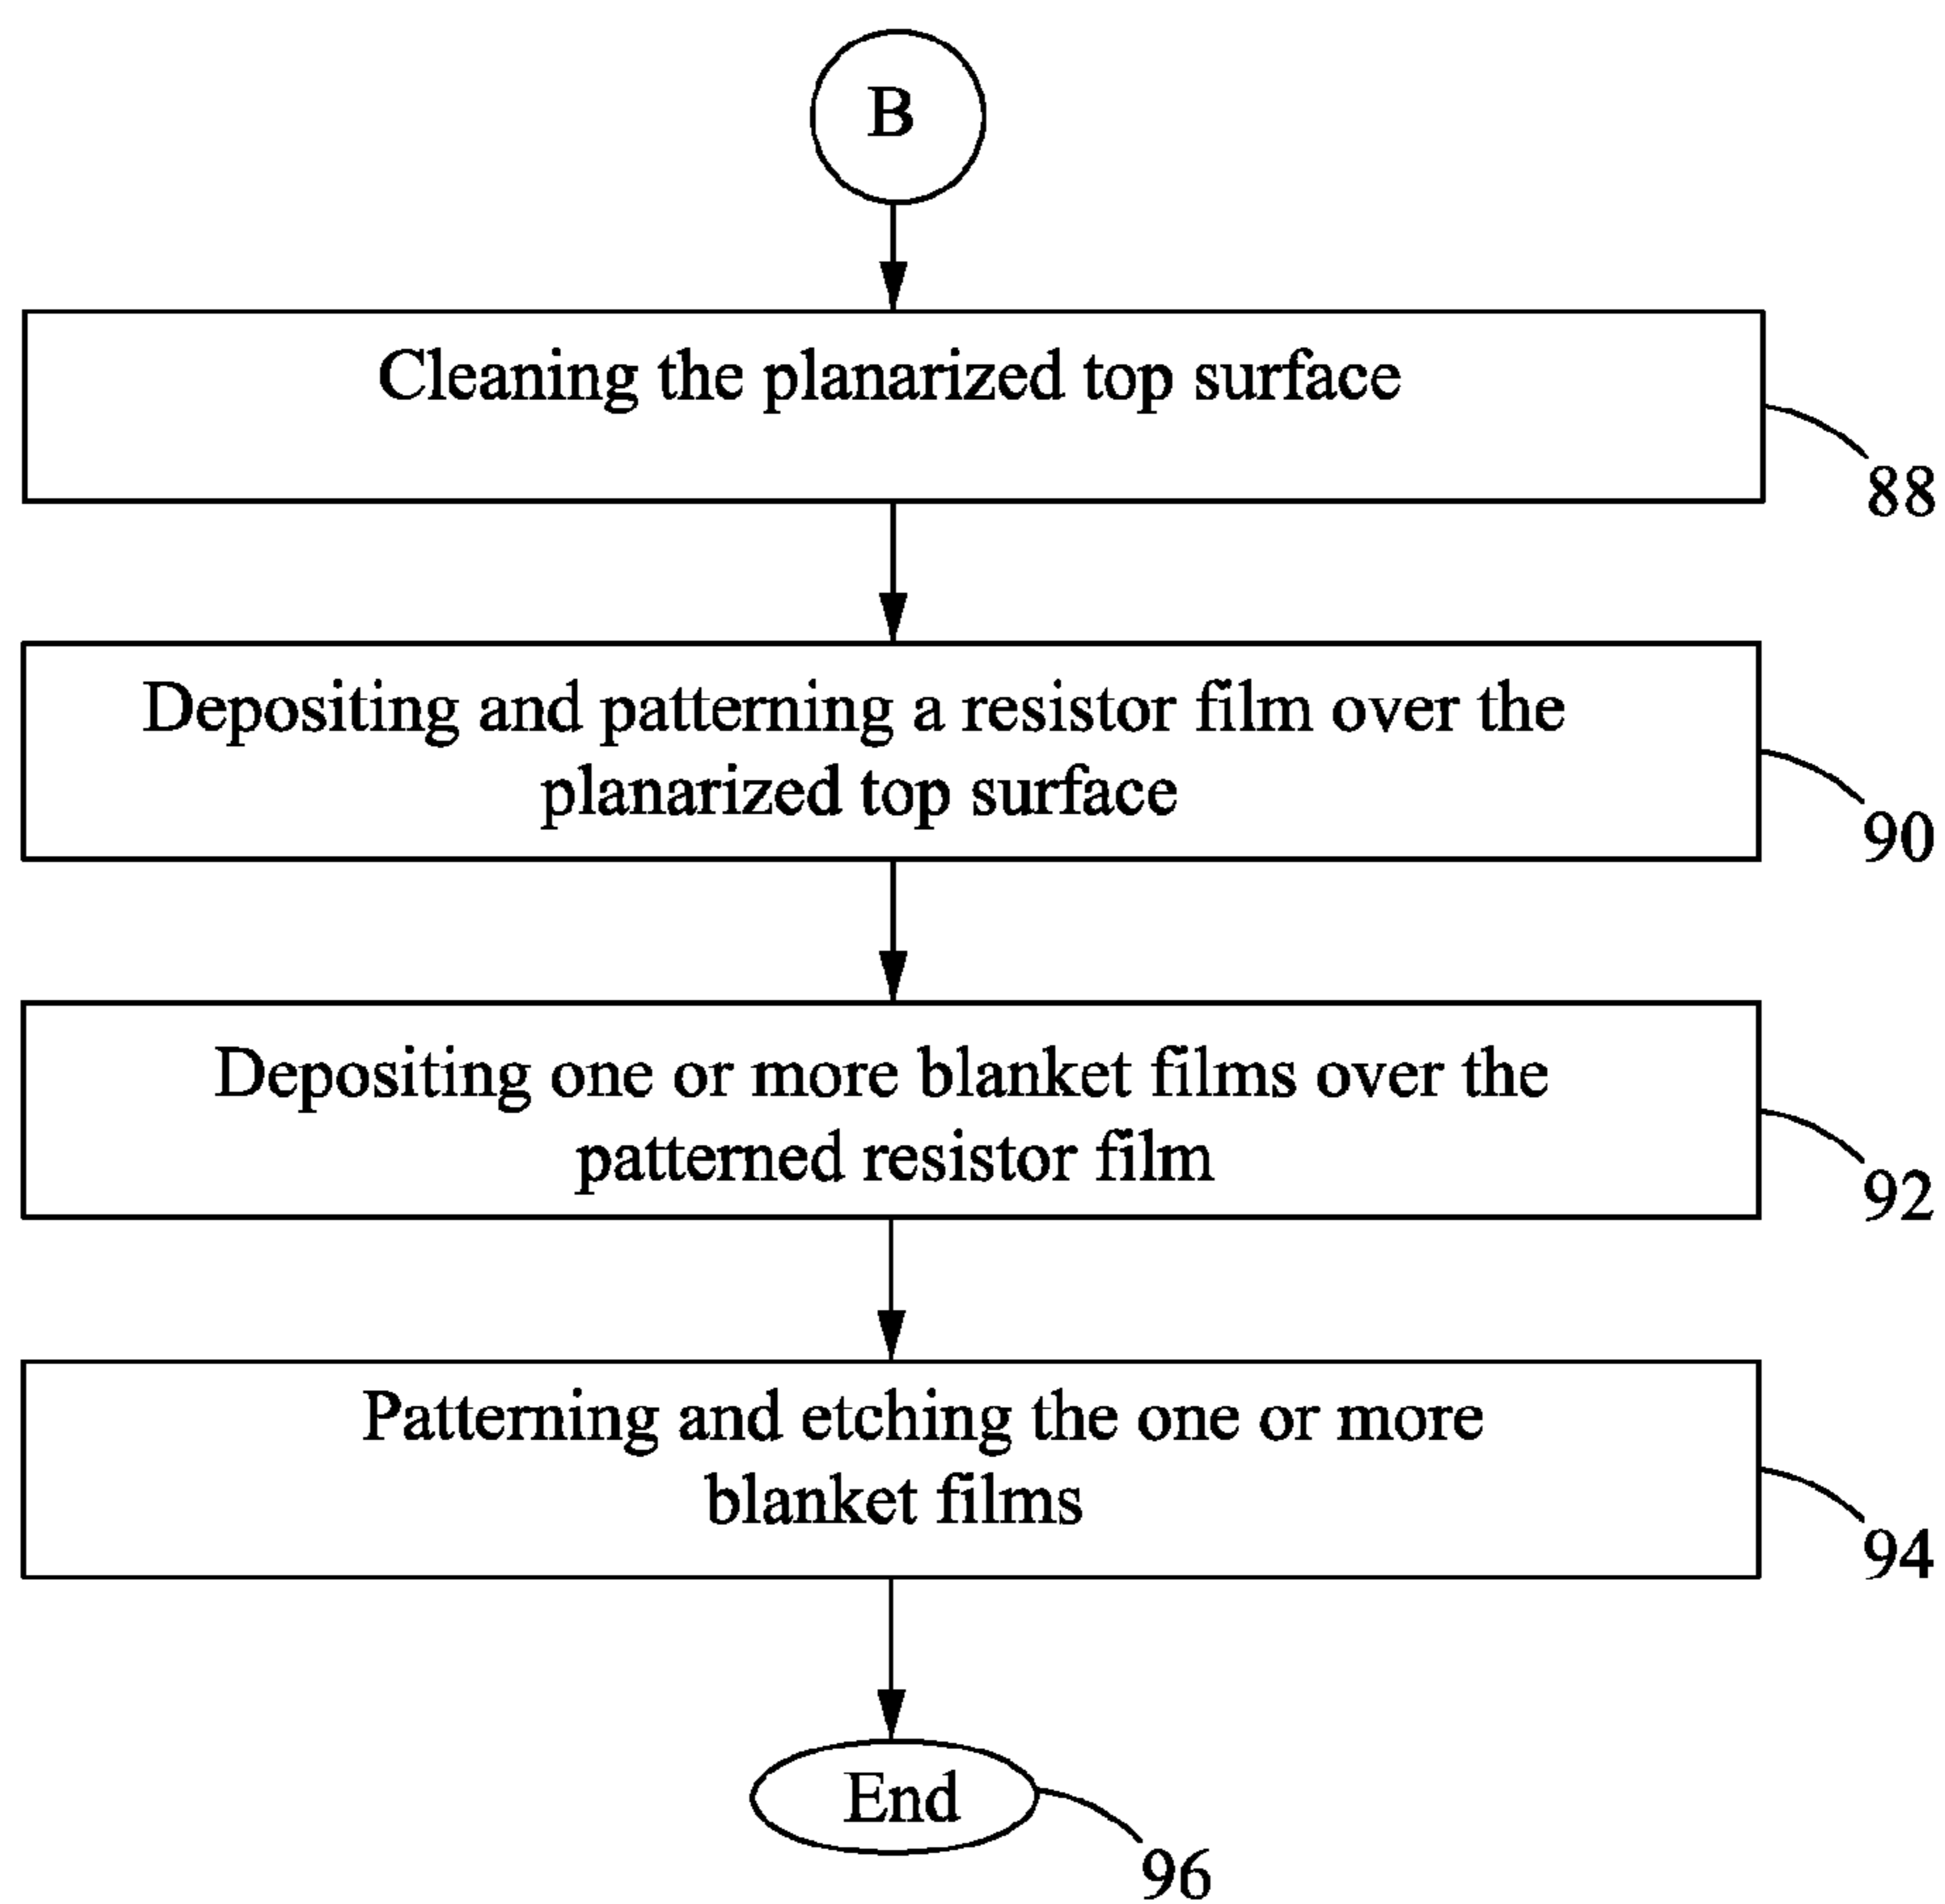 B
Cleaning the planarized top surface
88
Depositing and patterning a resistor film over the
planarized top surface
90
Depositing one or more blanket films over the
patterned resistor film
92
Patterning and etching the one or more
blanket films
94
End
96